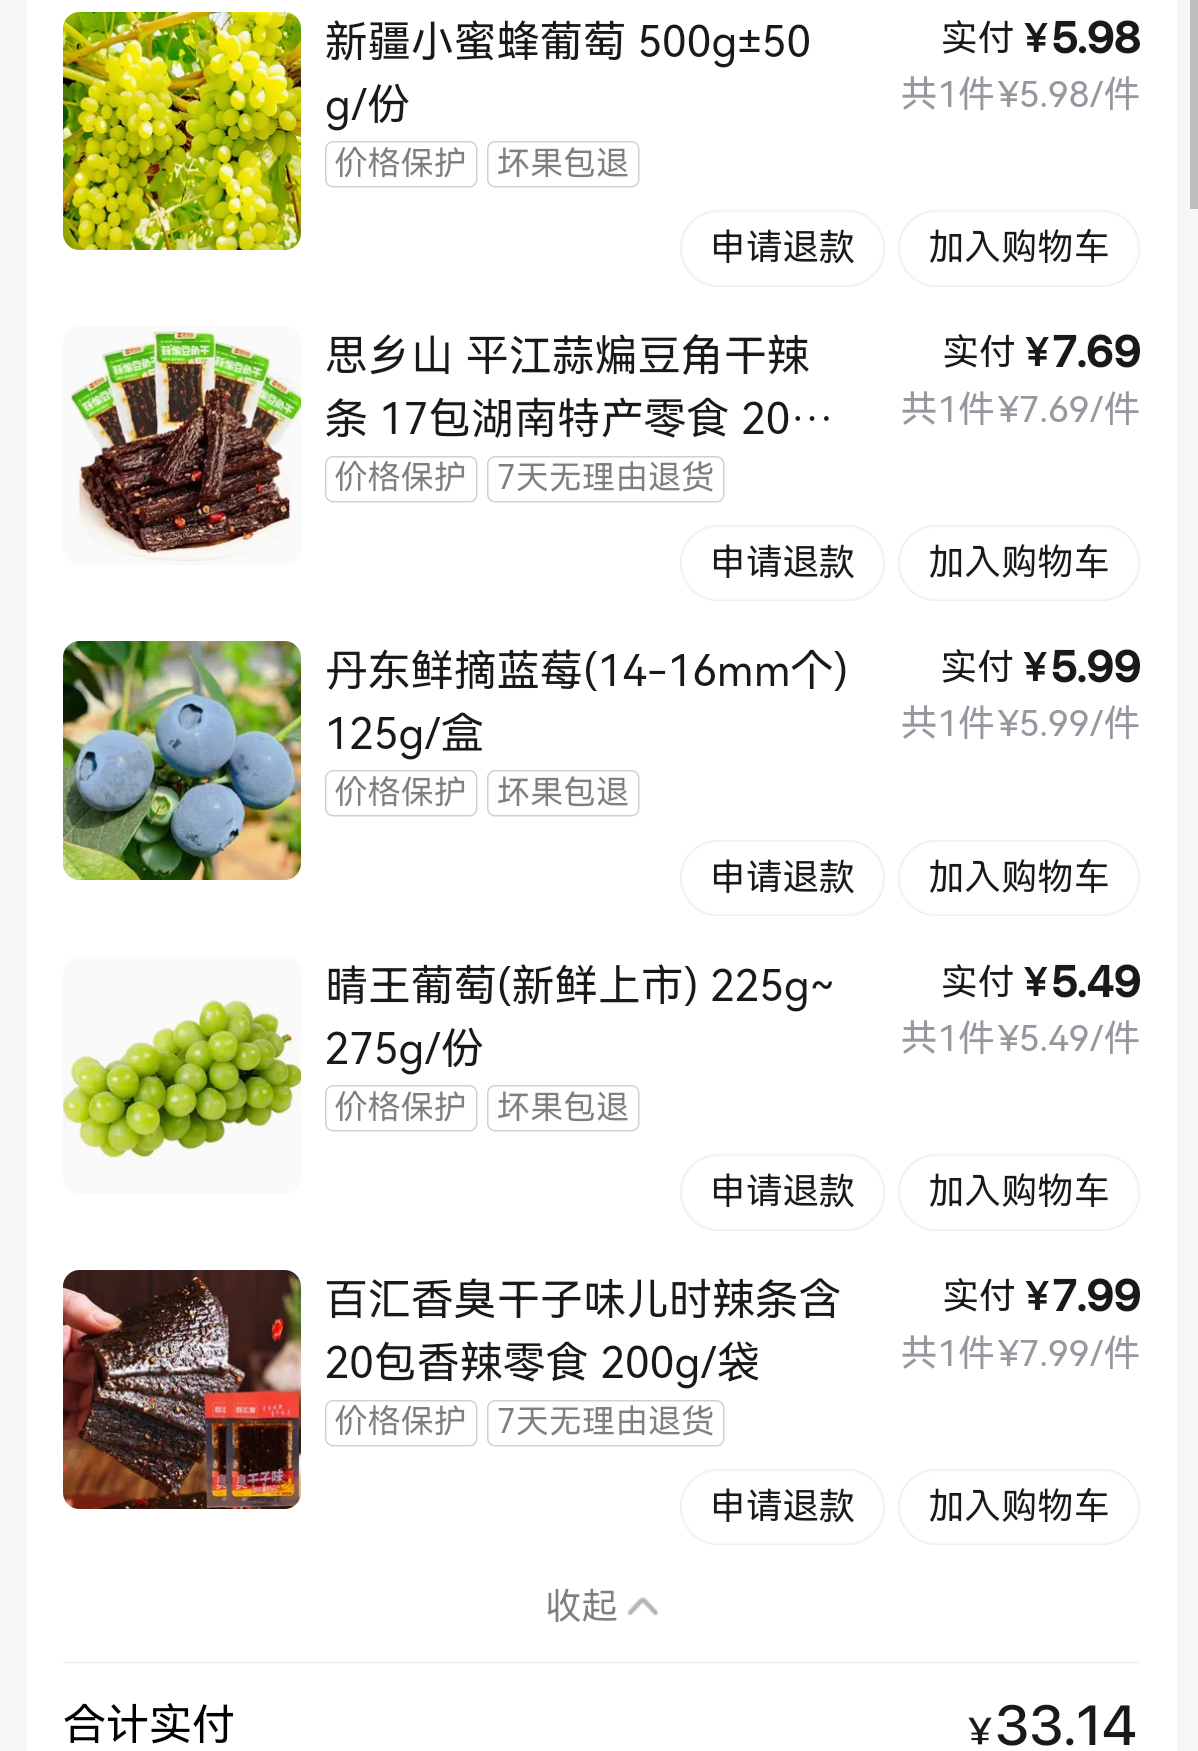 新疆小蜜蜂葡萄 500g±50
g/份
实付 ¥5.98
共1件¥5.98/件
价格保护 坏果包退
申请退款 加入购物车
思乡山 平江蒜煸豆角干辣
条 17包湖南特产零食 20…
实付 ¥7.69
共1件¥7.69/件
价格保护 7天无理由退货
申请退款 加入购物车
丹东鲜摘蓝莓(14-16mm个)
125g/盒
实付 ¥5.99
共1件¥5.99/件
价格保护 坏果包退
申请退款 加入购物车
晴王葡萄(新鲜上市) 225g~
275g/份
实付 ¥5.49
共1件¥5.49/件
价格保护 坏果包退
申请退款 加入购物车
百汇香臭干子味儿时辣条含
20包香辣零食 200g/袋
实付 ¥7.99
共1件¥7.99/件
价格保护 7天无理由退货
臭干子味
申请退款 加入购物车
收起
合计实付 ¥33.14